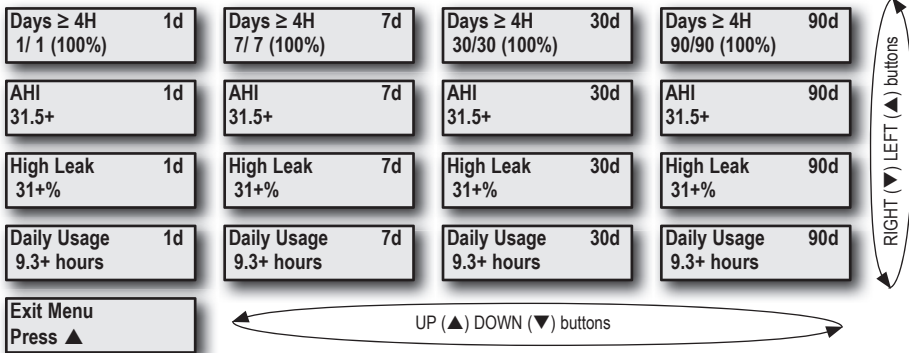 Days ≥ 4H 1d
1/ 1 (100%)
Days ≥ 4H 7d
7/ 7 (100%)
Days ≥ 4H 30d
30/30 (100%)
Days ≥ 4H 90d
90/90 (100%)
AHI 1d
31.5+
AHI 7d
31.5+
AHI 30d
31.5+
AHI 90d
31.5+
High Leak 1d
31+%
High Leak 7d
31+%
High Leak 30d
31+%
High Leak 90d
31+%
Daily Usage 1d
9.3+ hours
Daily Usage 7d
9.3+ hours
Daily Usage 30d
9.3+ hours
Daily Usage 90d
9.3+ hours
Exit Menu
Press ▲
UP (▲) DOWN (▼) buttons
RIGHT (▼) LEFT (▲) buttons